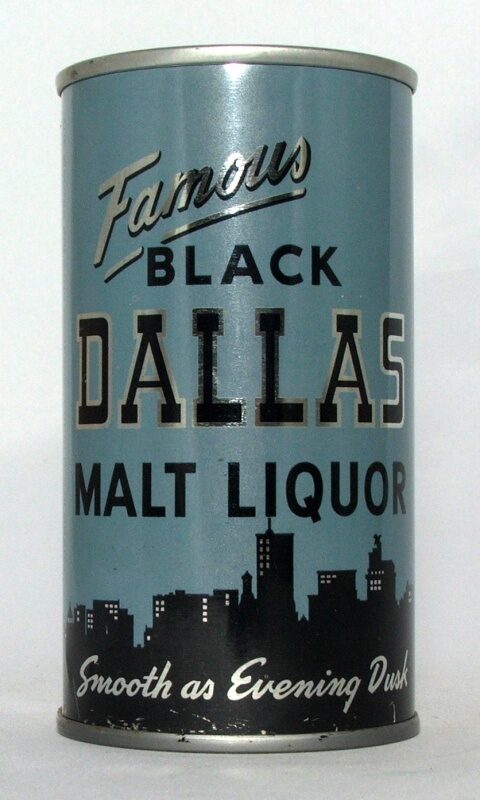 Famous
BLACK
DALLAS
MALT LIQUOR
Smooth as Evening Dusk